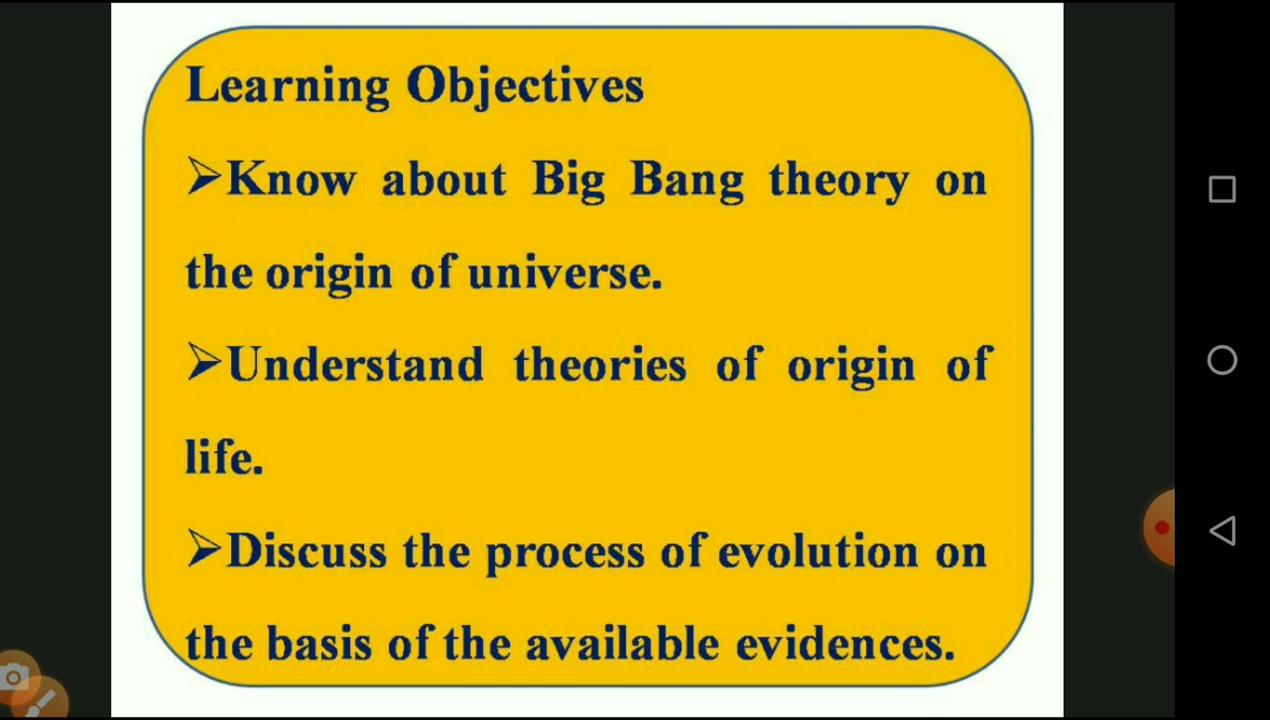 Learning Objectives
➢Know about Big Bang theory on
the origin of universe.
➢Understand theories of origin of
life.
➢Discuss the process of evolution on
the basis of the available evidences.